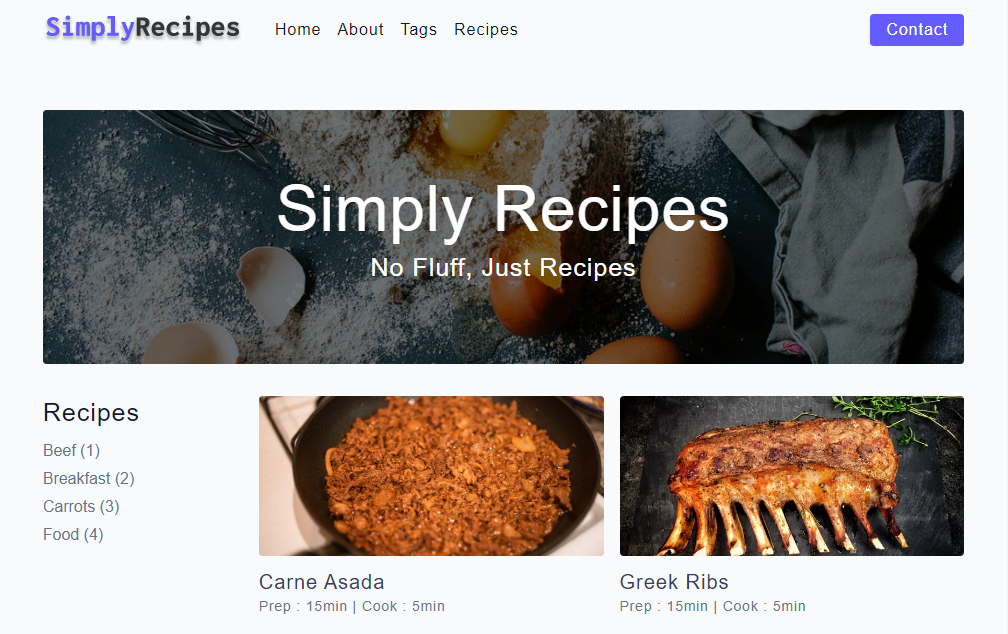 SimplyRecipes Home About Tags Recipes Contact
Simply Recipes
No Fluff, Just Recipes
Recipes
Beef (1)
Breakfast (2)
Carrots (3)
Food (4)
Carne Asada
Prep : 15min | Cook : 5min
Greek Ribs
Prep : 15min | Cook : 5min